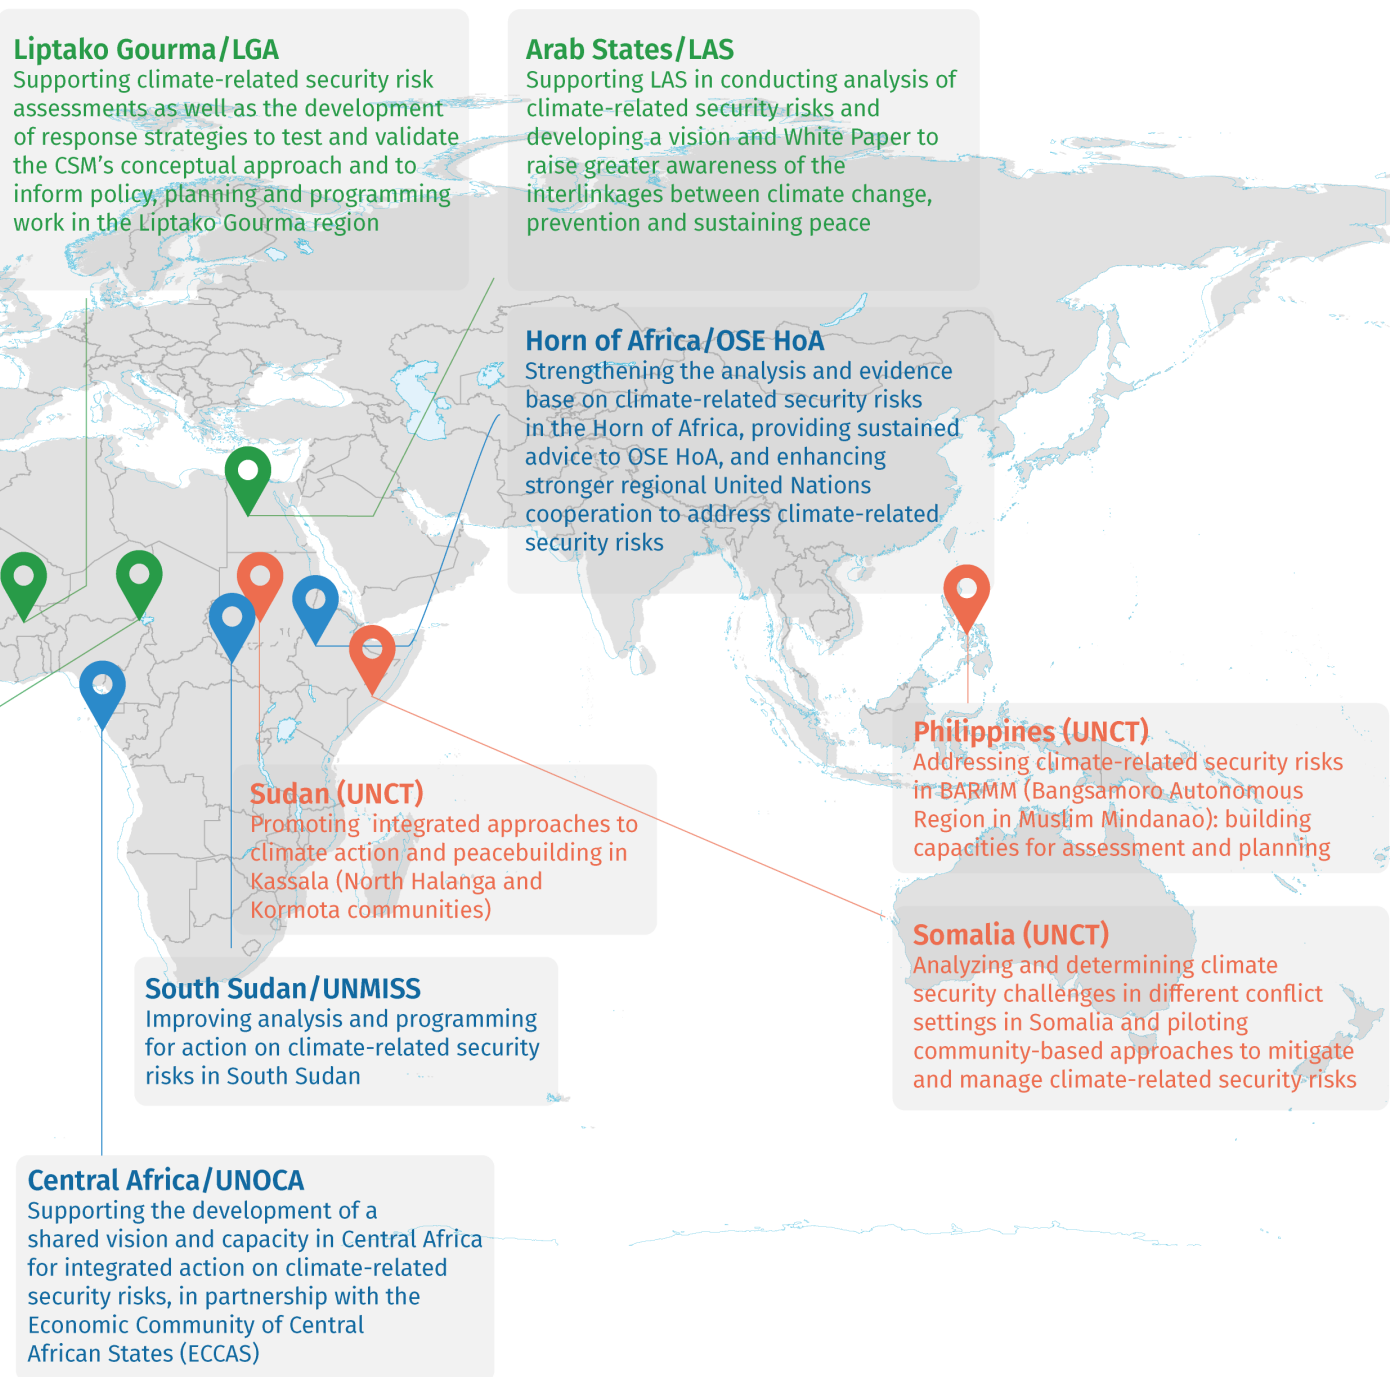 Liptako Gourma/LGA
Supporting climate-related security risk
assessments as well as the development
of response strategies to test and validate
the CSM’s conceptual approach and to
inform policy, planning and programming
work in the Liptako Gourma region
Arab States/LAS
Supporting LAS in conducting analysis of
climate-related security risks and
developing a vision and White Paper to
raise greater awareness of the
interlinkages between climate change,
prevention and sustaining peace
Horn of Africa/OSE HoA
Strengthening the analysis and evidence
base on climate-related security risks
in the Horn of Africa, providing sustained
advice to OSE HoA, and enhancing
stronger regional United Nations
cooperation to address climate-related
security risks
Philippines (UNCT)
Addressing climate-related security risks
in BARMM (Bangsamoro Autonomous
Region in Muslim Mindanao): building
capacities for assessment and planning
Sudan (UNCT)
Promoting integrated approaches to
climate action and peacebuilding in
Kassala (North Halanga and
Kormota communities)
Somalia (UNCT)
Analyzing and determining climate
security challenges in different conflict
settings in Somalia and piloting
community-based approaches to mitigate
and manage climate-related security risks
South Sudan/UNMISS
Improving analysis and programming
for action on climate-related security
risks in South Sudan
Central Africa/UNOCA
Supporting the development of a
shared vision and capacity in Central Africa
for integrated action on climate-related
security risks, in partnership with the
Economic Community of Central
African States (ECCAS)